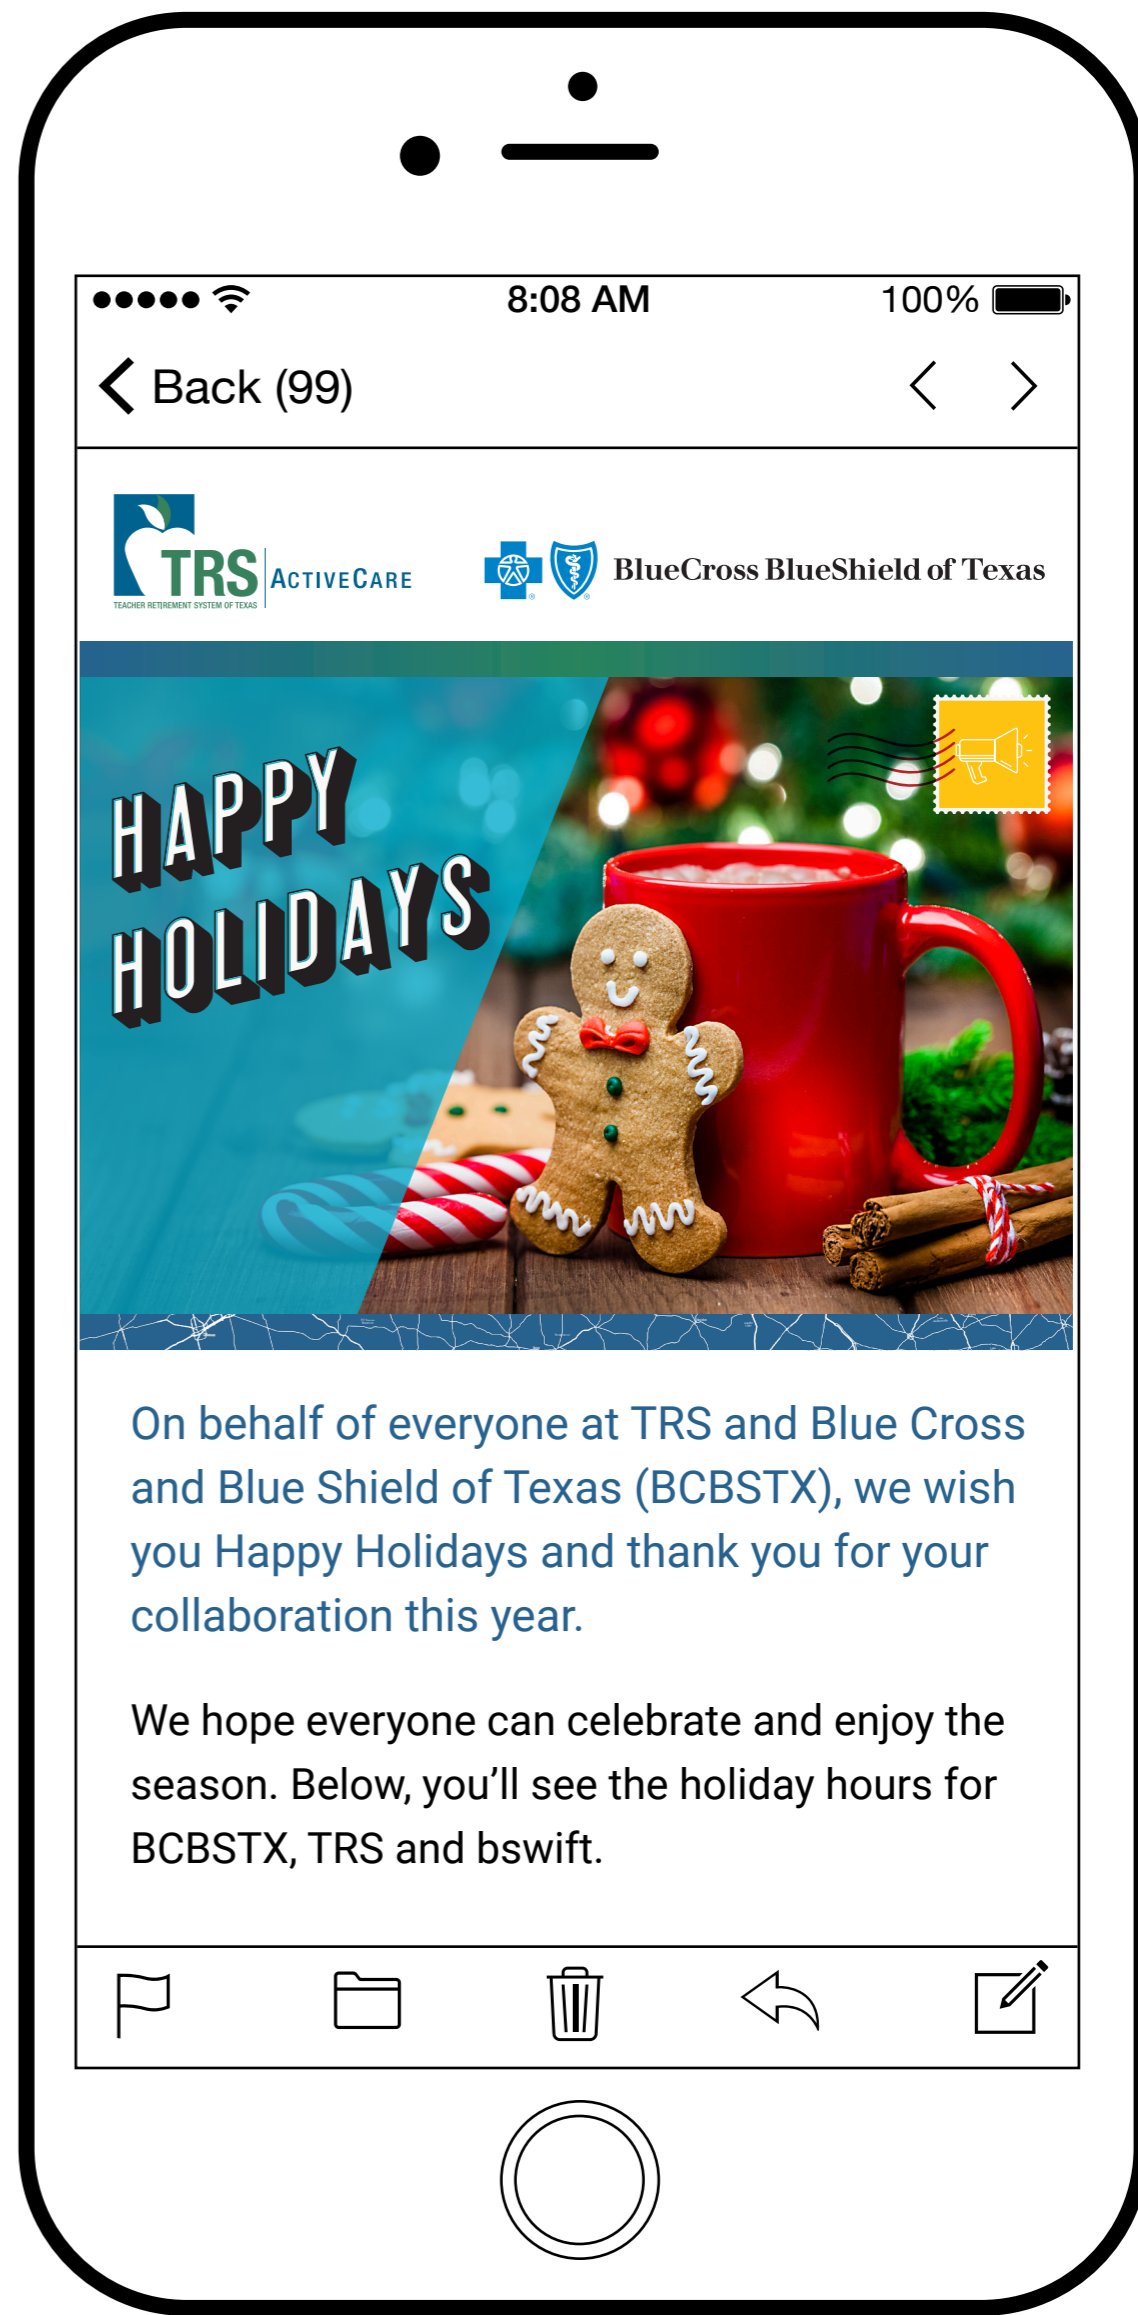 8:08 AM
100%
Back (99)
TRS
ACTIVECARE
TEACHER RETIREMENT SYSTEM OF TEXAS
BlueCross BlueShield of Texas
HAPPY
HOLIDAYS
On behalf of everyone at TRS and Blue Cross
and Blue Shield of Texas (BCBSTX), we wish
you Happy Holidays and thank you for your
collaboration this year.
We hope everyone can celebrate and enjoy the
season. Below, you’ll see the holiday hours for
BCBSTX, TRS and bswift.